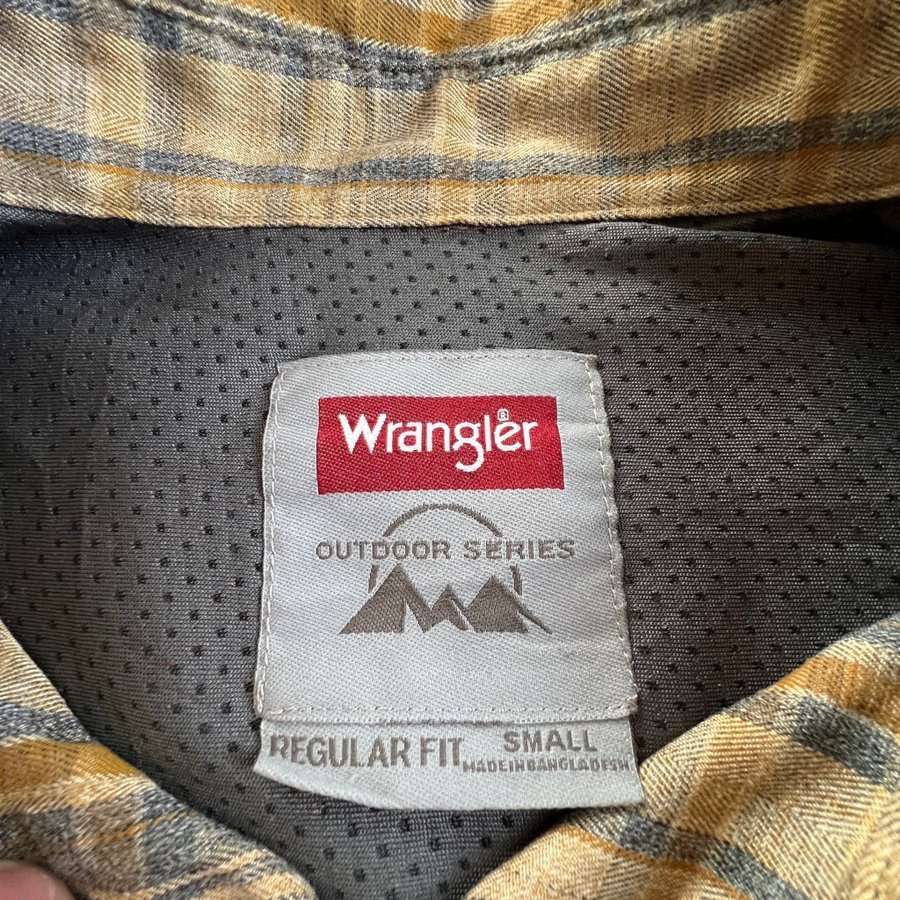 Wrangler®
OUTDOOR SERIES
REGULAR FIT SMALL
MADE IN BANGLADESH